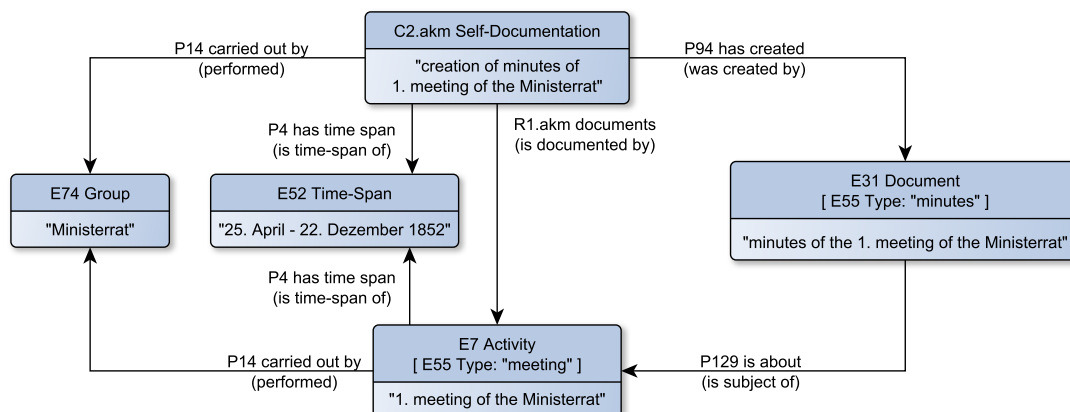 C2.akm Self-Documentation
"creation of minutes of
1. meeting of the Ministerrat"
P14 carried out by
(performed)
P94 has created
(was created by)
P4 has time span
(is time-span of)
R1.akm documents
(is documented by)
E74 Group
"Ministerrat"
E52 Time-Span
"25. April - 22. Dezember 1852"
E31 Document
[ E55 Type: "minutes" ]
"minutes of the 1. meeting of the Ministerrat"
P4 has time span
(is time-span of)
E7 Activity
[ E55 Type: "meeting" ]
"1. meeting of the Ministerrat"
P14 carried out by
(performed)
P129 is about
(is subject of)